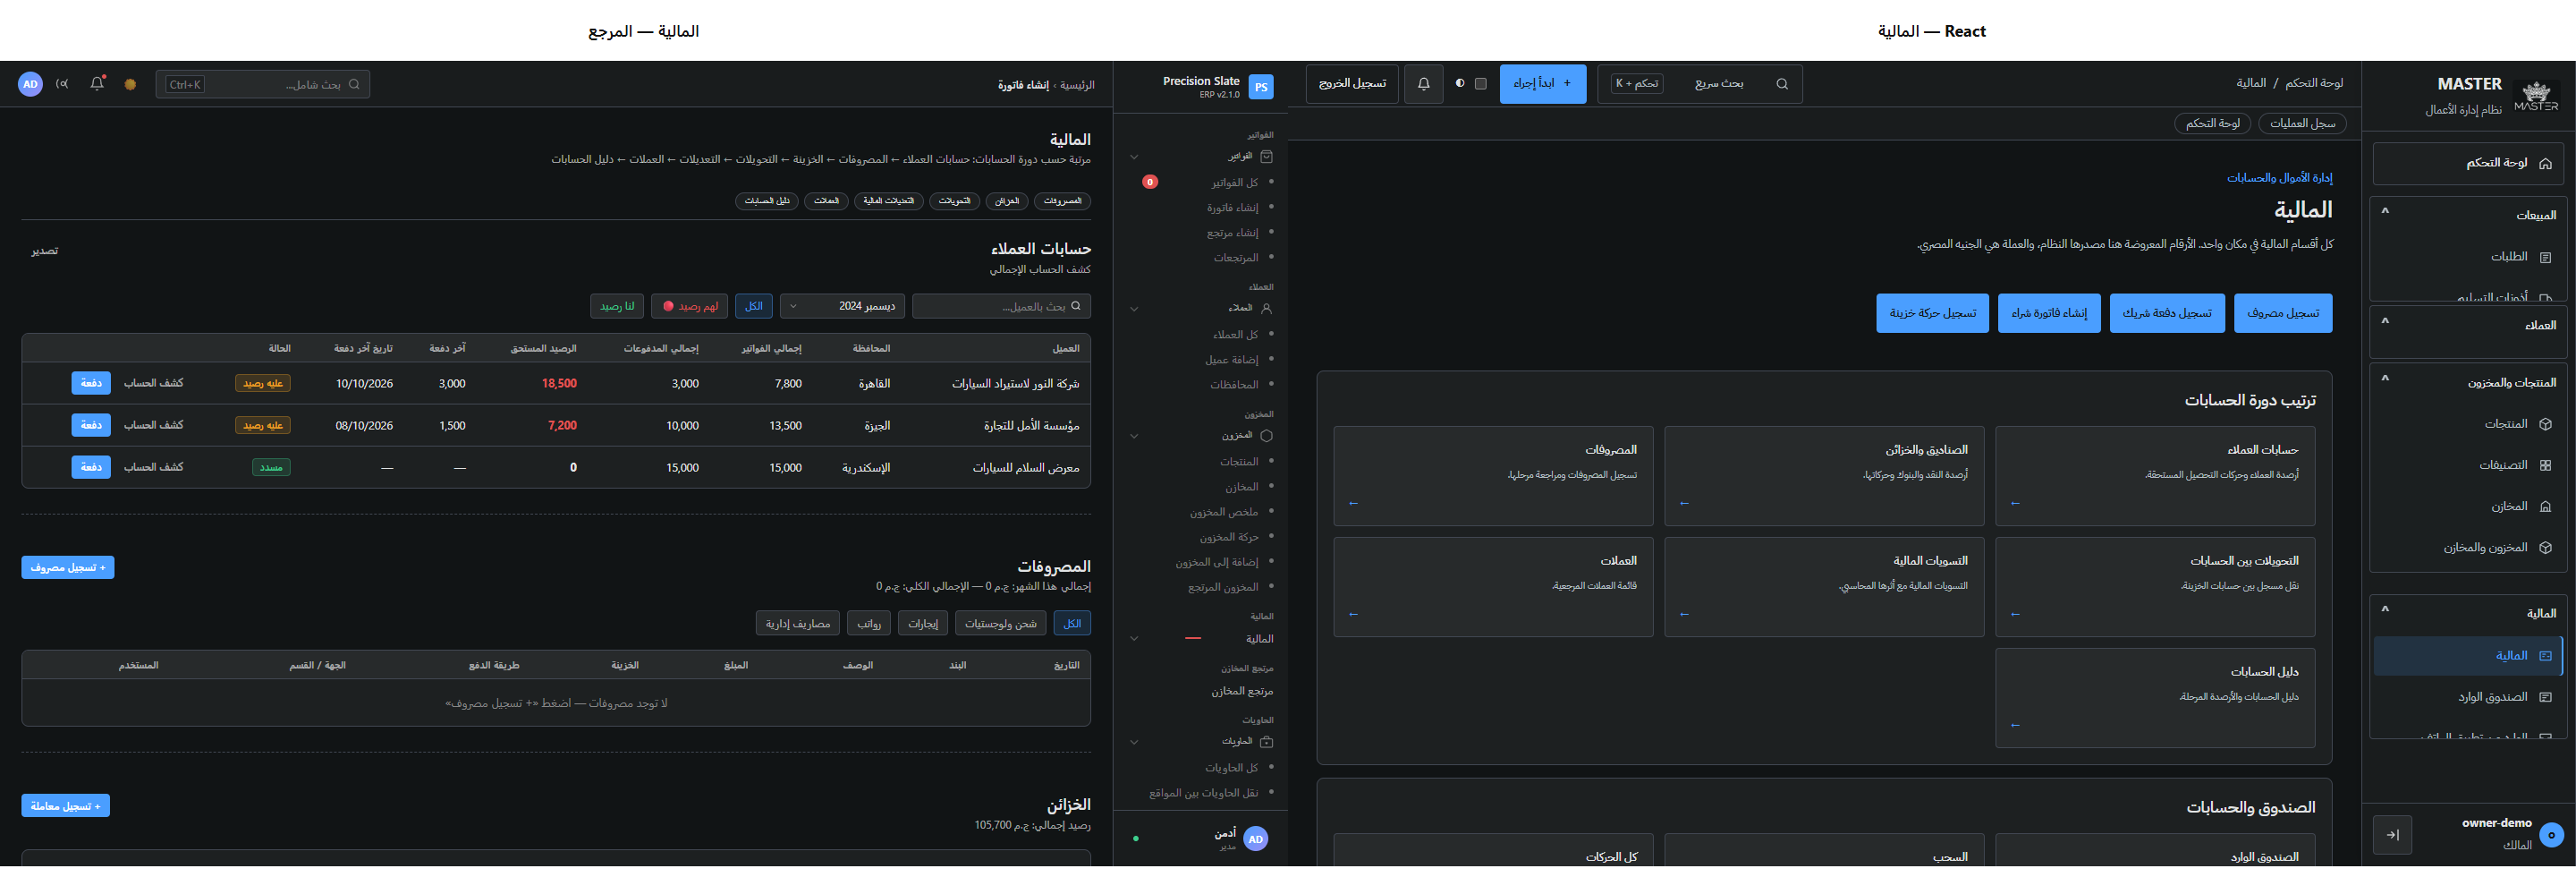 React — المالية
المالية — المرجع
MASTER
نظام إدارة الأعمال
لوحة التحكم
المبيعات
الطلبات
أذونات التسليم
العملاء
المنتجات والمخزون
المنتجات
التصنيفات
المخازن
المخزون والمخازن
المالية
المالية
الصندوق الوارد
owner-demo
المالك
لوحة التحكم / المالية
بحث سريع
تحكم + K
+ ابدأ إجراء
تسجيل الخروج
سجل العمليات
لوحة التحكم
إدارة الأموال والحسابات
المالية
كل أقسام المالية في مكان واحد. الأرقام المعروضة هنا مصدرها النظام، والعملة هي الجنيه المصري.
تسجيل مصروف
تسجيل دفعة شريك
إنشاء فاتورة شراء
تسجيل حركة خزينة
ترتيب دورة الحسابات
حسابات العملاء
أرصدة العملاء وحركات التحصيل المستحقة.
الصناديق والخزائن
أرصدة النقد والبنوك وحركاتها.
المصروفات
تسجيل المصروفات ومراجعة مرحلها.
التحويلات بين الحسابات
نقل مسجل بين حسابات الخزينة.
التسويات المالية
التسويات المالية مع أثرها المحاسبي.
العملات
قائمة العملات المرجعية.
دليل الحسابات
دليل الحسابات والأرصدة المرحلة.
الصندوق والحسابات
الصندوق الوارد
السحب
كل الحركات
PS
Precision Slate
ERP v2.1.0
الفواتير
الفواتير
كل الفواتير
0
إنشاء فاتورة
إنشاء مرتجع
المرتجعات
العملاء
العملاء
كل العملاء
إضافة عميل
المحافظات
المخزون
المخزون
المنتجات
المخازن
ملخص المخزون
حركة المخزون
إضافة إلى المخزون
المخزون المرتجع
المالية
المالية
مرتجع المخازن
مرتجع المخازن
الحاويات
الحاويات
كل الحاويات
نقل الحاويات بين المواقع
AD
أدمن
مدير
الرئيسية › إنشاء فاتورة
بحث شامل...
Ctrl+K
AD
المالية
مرتبة حسب دورة الحسابات: حسابات العملاء ← المصروفات ← الخزينة ← التحويلات ← التعديلات ← العملات ← دليل الحسابات
المصروفات
الخزائن
التحويلات
التعديلات المالية
العملات
دليل الحسابات
حسابات العملاء
كشف الحساب الإجمالي
تصدير
بحث بالعميل...
ديسمبر 2024
الكل
لهم رصيد
لنا رصيد
العميل المحافظة إجمالي الفواتير إجمالي المدفوعات الرصيد المستحق آخر دفعة تاريخ آخر دفعة الحالة
شركة النور لاستيراد السيارات القاهرة 7,800 3,000 18,500 3,000 10/10/2026 عليه رصيد كشف الحساب دفعة
مؤسسة الأمل للتجارة الجيزة 13,500 10,000 7,200 1,500 08/10/2026 عليه رصيد كشف الحساب دفعة
معرض السلام للسيارات الإسكندرية 15,000 15,000 0 — — مسدد كشف الحساب دفعة
المصروفات
إجمالي هذا الشهر: ج.م 0 — الإجمالي الكلي: ج.م 0
+ تسجيل مصروف
الكل
شحن ولوجستيات
إيجارات
رواتب
مصاريف إدارية
التاريخ البند الوصف المبلغ الخزينة طريقة الدفع الجهة / القسم المستخدم
لا توجد مصروفات — اضغط «+ تسجيل مصروف»
الخزائن
رصيد إجمالي: ج.م 105,700
+ تسجيل معاملة